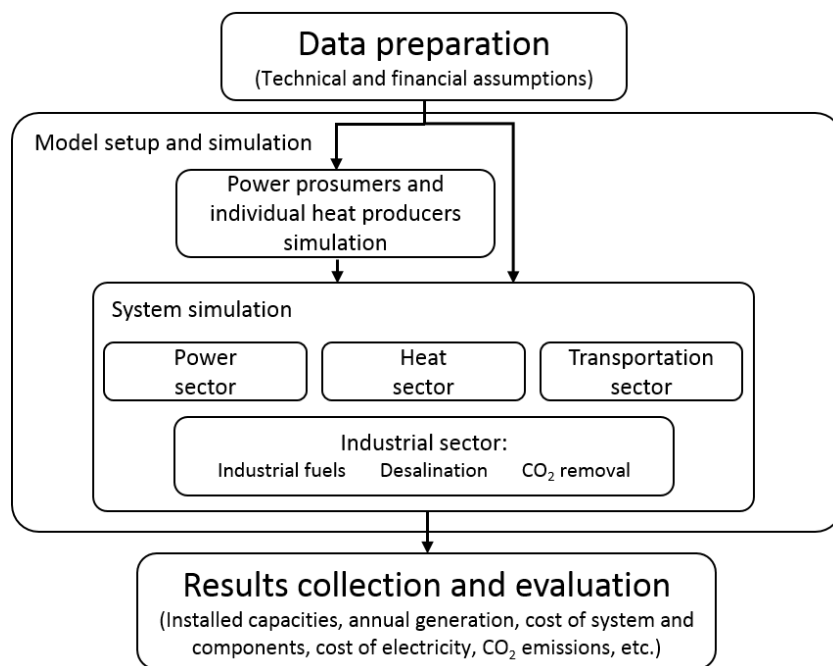 Data preparation
(Technical and financial assumptions)
Model setup and simulation
Power prosumers and
individual heat producers
simulation
System simulation
Power
sector
Heat
sector
Transportation
sector
Industrial sector:
Industrial fuels Desalination CO₂ removal
Results collection and evaluation
(Installed capacities, annual generation, cost of system and
components, cost of electricity, CO₂ emissions, etc.)